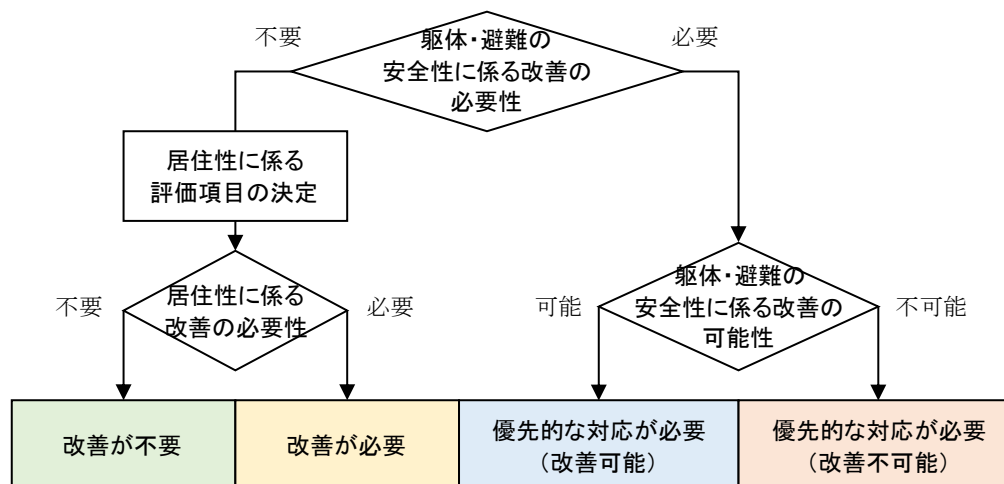 不要
躯体・避難の
安全性に係る改善の
必要性
必要
居住性に係る
評価項目の決定
不要
居住性に係る
改善の必要性
必要
可能
躯体・避難の
安全性に係る改善の
可能性
不可能
改善が不要
改善が必要
優先的な対応が必要
（改善可能）
優先的な対応が必要
（改善不可能）